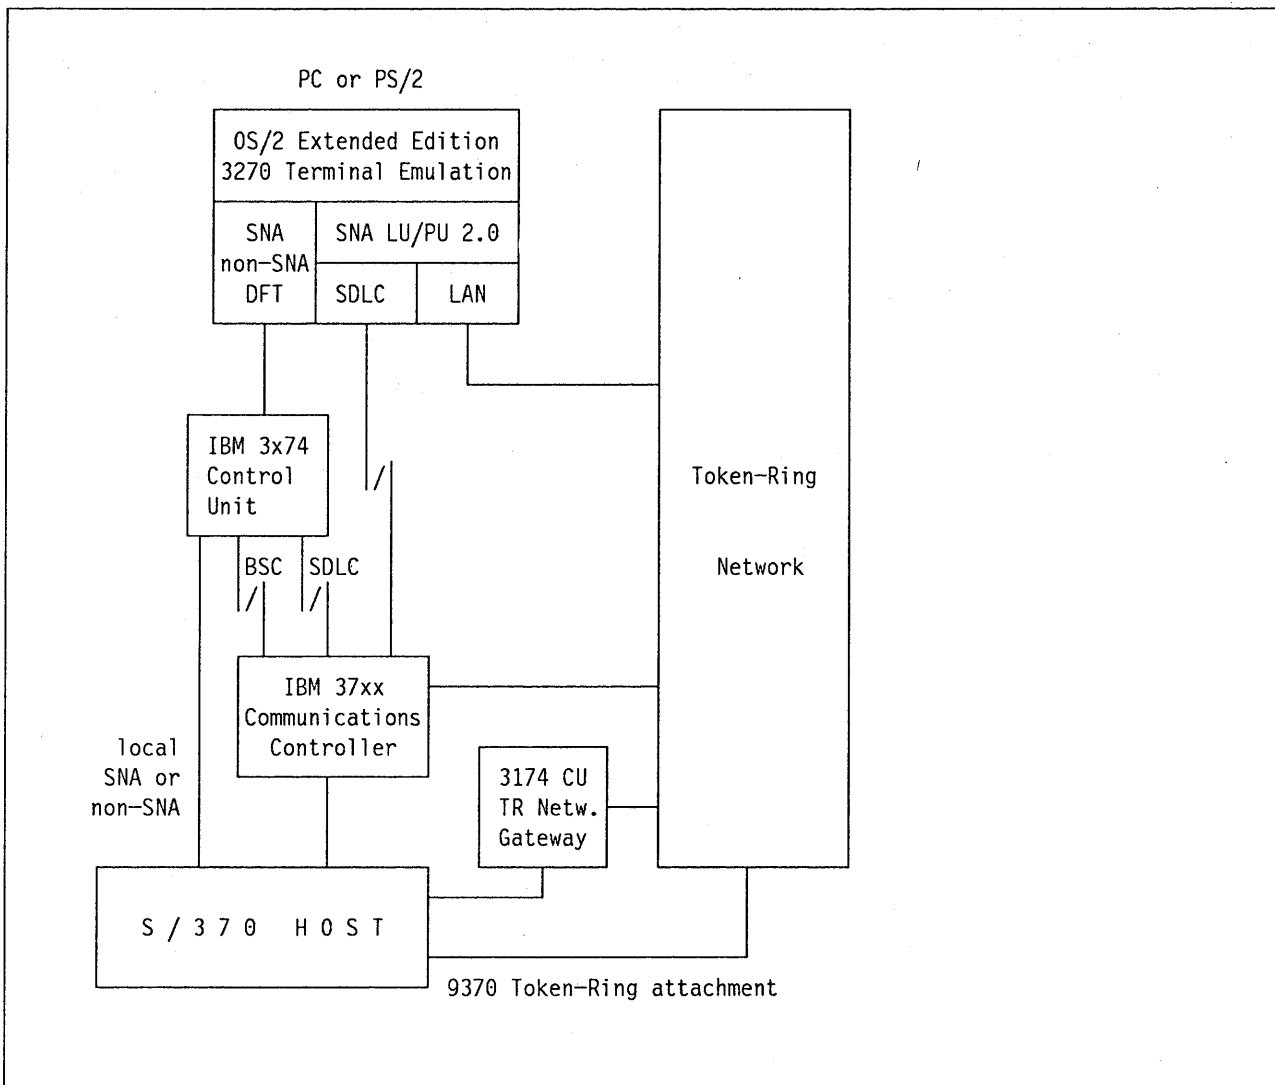 PC or PS/2
OS/2 Extended Edition
3270 Terminal Emulation
SNA
non-SNA
DFT
SNA LU/PU 2.0
SDLC
LAN
IBM 3x74
Control
Unit
BSC
SDLC
Token-Ring
Network
IBM 37xx
Communications
Controller
local
SNA or
non-SNA
3174 CU
TR Netw.
Gateway
S / 3 7 0 H O S T
9370 Token-Ring attachment